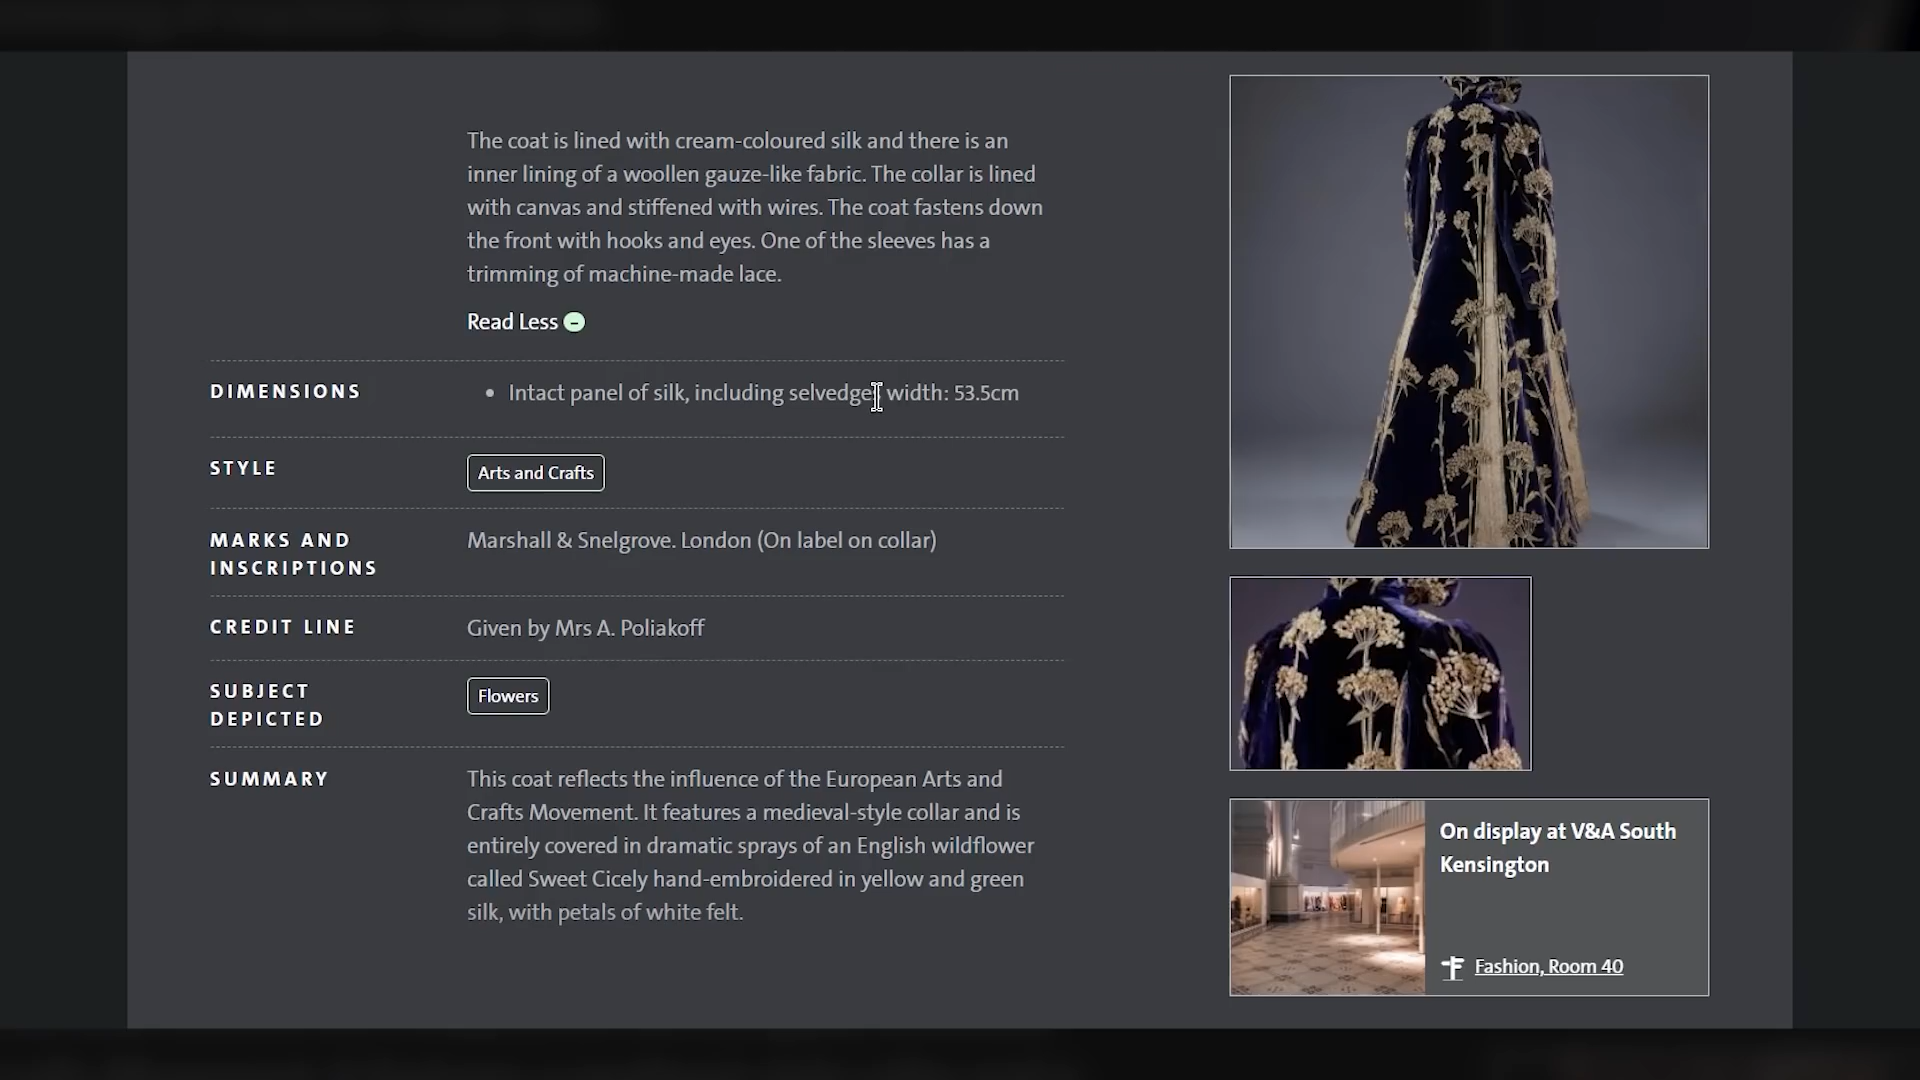 The coat is lined with cream-coloured silk and there is an
inner lining of a woollen gauze-like fabric. The collar is lined
with canvas and stiffened with wires. The coat fastens down
the front with hooks and eyes. One of the sleeves has a
trimming of machine-made lace.
Read Less
DIMENSIONS
Intact panel of silk, including selvedges width: 53.5cm
STYLE
Arts and Crafts
MARKS AND
INSCRIPTIONS
Marshall & Snelgrove. London (On label on collar)
CREDIT LINE
Given by Mrs A. Poliakoff
SUBJECT
DEPICTED
Flowers
SUMMARY
This coat reflects the influence of the European Arts and
Crafts Movement. It features a medieval-style collar and is
entirely covered in dramatic sprays of an English wildflower
called Sweet Cicely hand-embroidered in yellow and green
silk, with petals of white felt.
On display at V&A South
Kensington
Fashion, Room 40